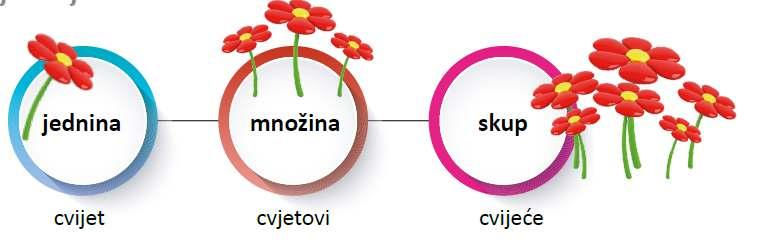 jednina
množina
skup
cvijet
cvjetovi
cvijeće